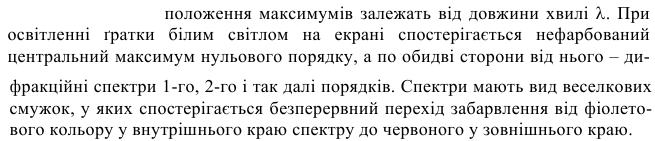 положення максимумів залежать від довжини хвилі λ. При
освітленні ґратки білим світлом на екрані спостерігається нефарбований
центральний максимум нульового порядку, а по обидві сторони від нього – ди-
фракційні спектри 1-го, 2-го і так далі порядків. Спектри мають вид веселкових
смужок, у яких спостерігається безперервний перехід забарвлення від фіолето-
вого кольору у внутрішнього краю спектру до червоного у зовнішнього краю.